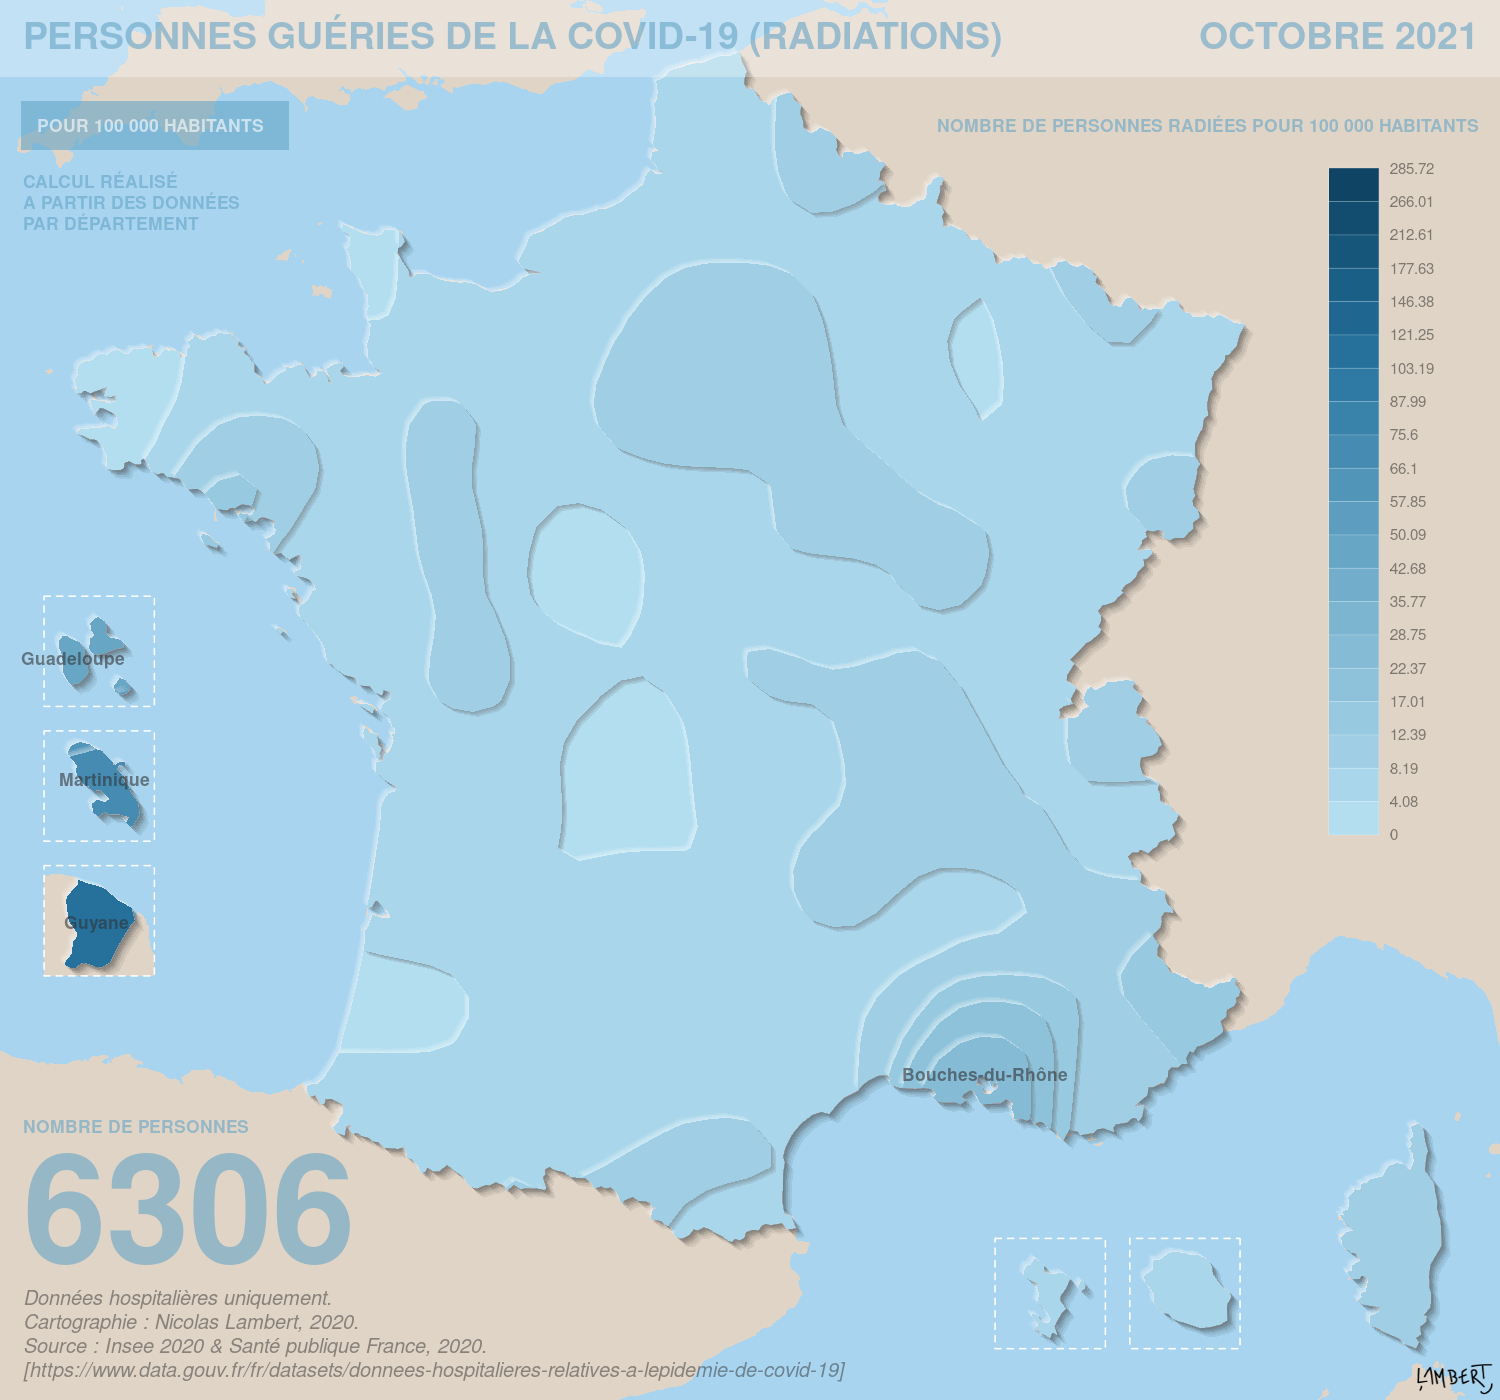 PERSONNES GUÉRIES DE LA COVID-19 (RADIATIONS)
OCTOBRE 2021
POUR 100 000 HABITANTS
CALCUL RÉALISÉ
A PARTIR DES DONNÉES
PAR DÉPARTEMENT
NOMBRE DE PERSONNES RADIÉES POUR 100 000 HABITANTS
285.72
266.01
212.61
177.63
146.38
121.25
103.19
87.99
75.6
66.1
57.85
50.09
42.68
35.77
28.75
22.37
17.01
12.39
8.19
4.08
0
Guadeloupe
Martinique
Guyane
Bouches-du-Rhône
NOMBRE DE PERSONNES
6306
Données hospitalières uniquement.
Cartographie : Nicolas Lambert, 2020.
Source : Insee 2020 & Santé publique France, 2020.
[https://www.data.gouv.fr/fr/datasets/donnees-hospitalieres-relatives-a-lepidemie-de-covid-19]
LAMBERT